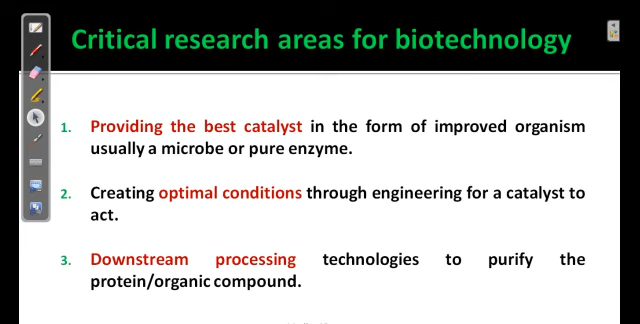 Critical research areas for biotechnology
1. Providing the best catalyst in the form of improved organism
usually a microbe or pure enzyme.
2. Creating optimal conditions through engineering for a catalyst to
act.
3. Downstream processing technologies to purify the
protein/organic compound.